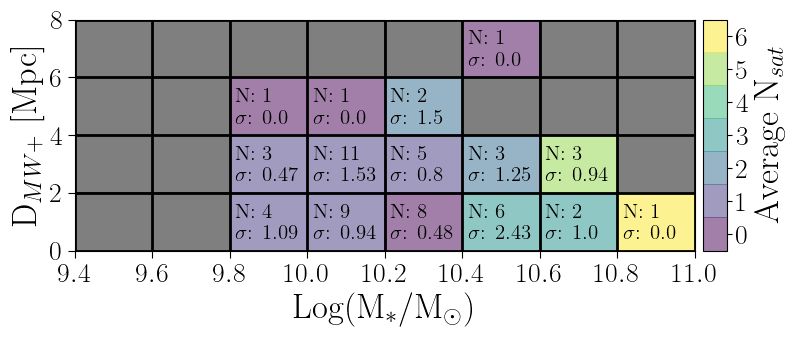 8
6
4
2
0
D_{MW+} [Mpc]
N: 1
σ: 0.0
N: 1
σ: 0.0
N: 1
σ: 0.0
N: 2
σ: 1.5
N: 3
σ: 0.47
N: 11
σ: 1.53
N: 5
σ: 0.8
N: 3
σ: 1.25
N: 3
σ: 0.94
N: 4
σ: 1.09
N: 9
σ: 0.94
N: 8
σ: 0.48
N: 6
σ: 2.43
N: 2
σ: 1.0
N: 1
σ: 0.0
9.4 9.6 9.8 10.0 10.2 10.4 10.6 10.8 11.0
Log(M_*/M_⊙)
6
5
4
3
2
1
0
Average N_{sat}